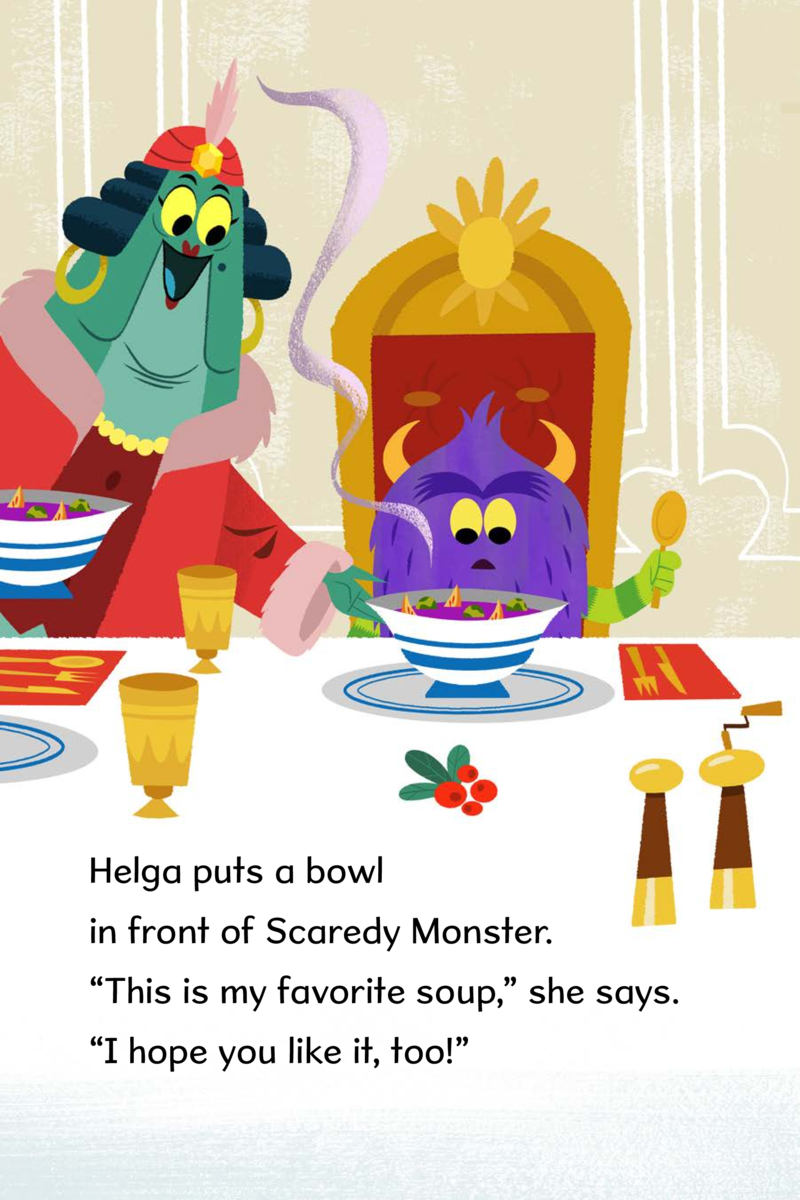 Helga puts a bowl
in front of Scaredy Monster.
“This is my favorite soup,” she says.
“I hope you like it, too!”